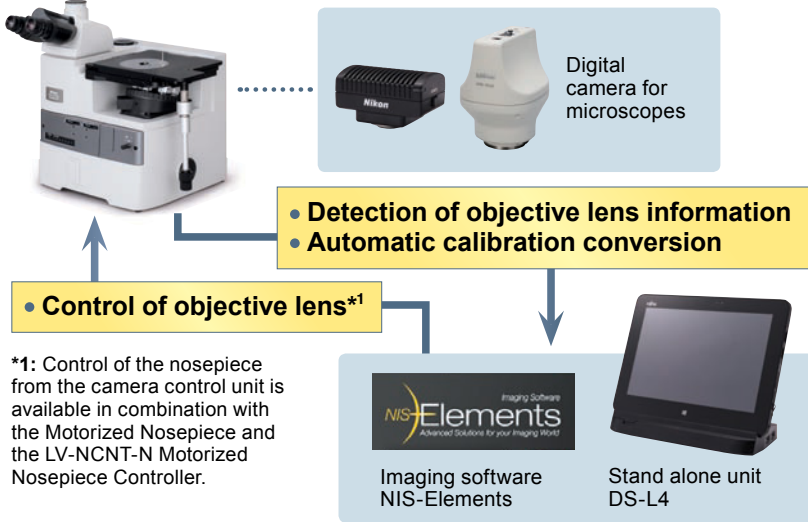 Nikon
Digital
camera for
microscopes
• Detection of objective lens information
• Automatic calibration conversion
• Control of objective lens*1
*1: Control of the nosepiece
from the camera control unit is
available in combination with
the Motorized Nosepiece and
the LV-NCNT-N Motorized
Nosepiece Controller.
Imaging Software
NIS-Elements
Advanced Solutions for your Imaging World
Imaging software
NIS-Elements
Stand alone unit
DS-L4